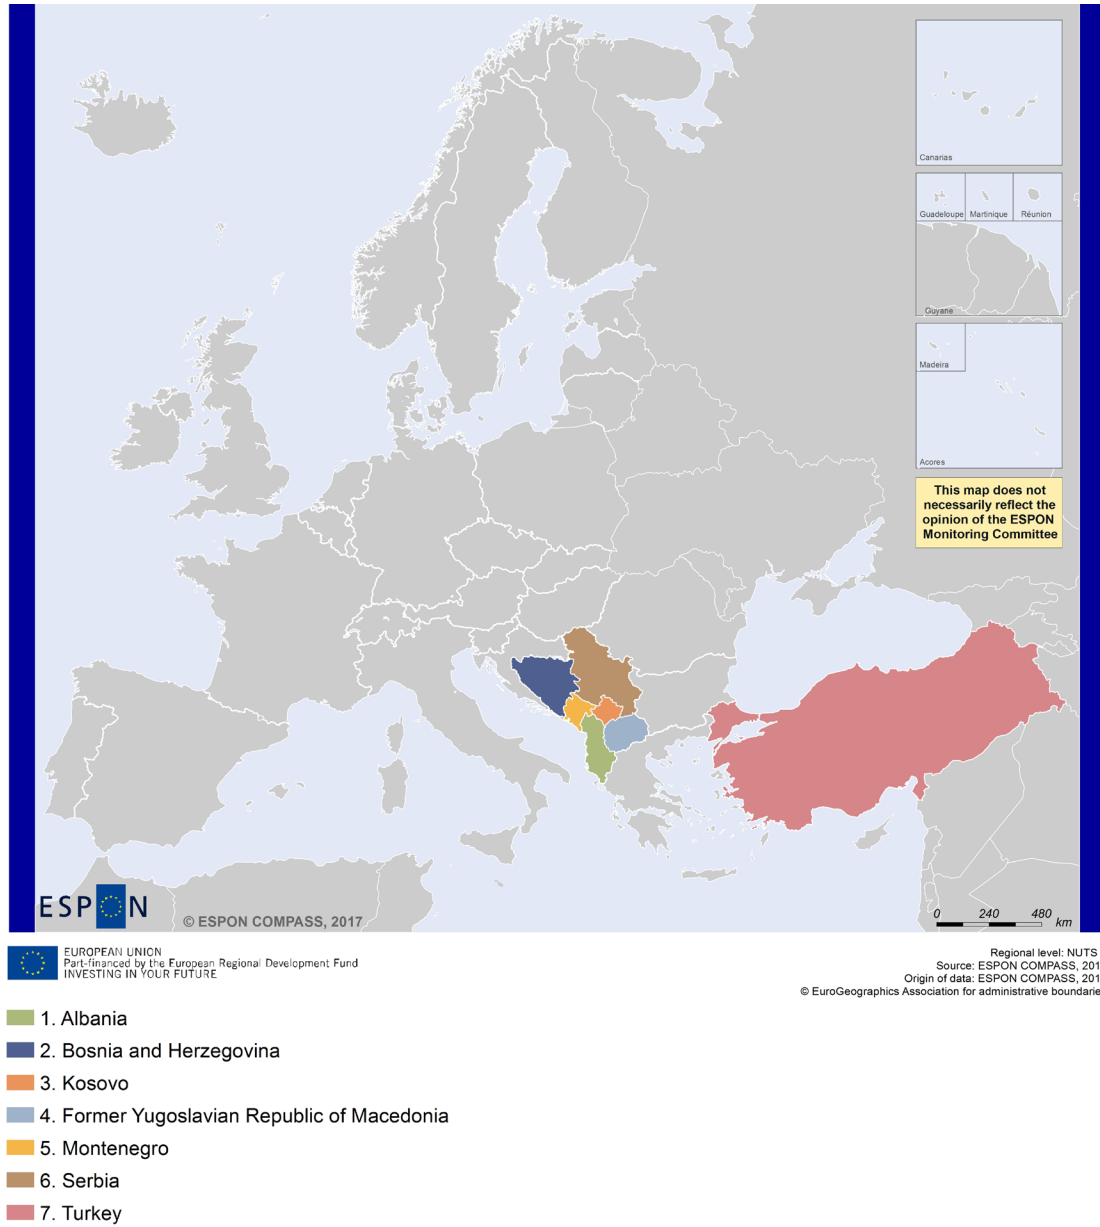 Canarias
Guadeloupe
Martinique
Réunion
Guyane
Madeira
Acores
This map does not
necessarily reflect the
opinion of the ESPON
Monitoring Committee
ESPON
© ESPON COMPASS, 2017
0 240 480
km
EUROPEAN UNION
Part-financed by the European Regional Development Fund
INVESTING IN YOUR FUTURE
Regional level: NUTS
Source: ESPON COMPASS, 201
Origin of data: ESPON COMPASS, 201
© EuroGeographics Association for administrative boundarie
1. Albania
2. Bosnia and Herzegovina
3. Kosovo
4. Former Yugoslavian Republic of Macedonia
5. Montenegro
6. Serbia
7. Turkey